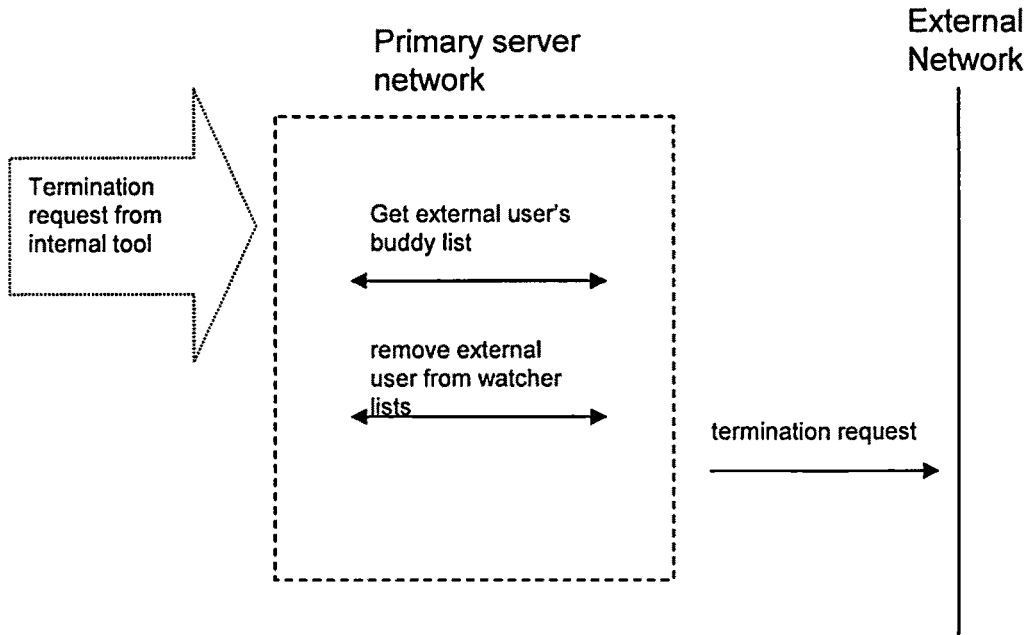 External
Network
Primary server
network
Termination
request from
internal tool
Get external user's
buddy list
remove external
user from watcher
lists
termination request